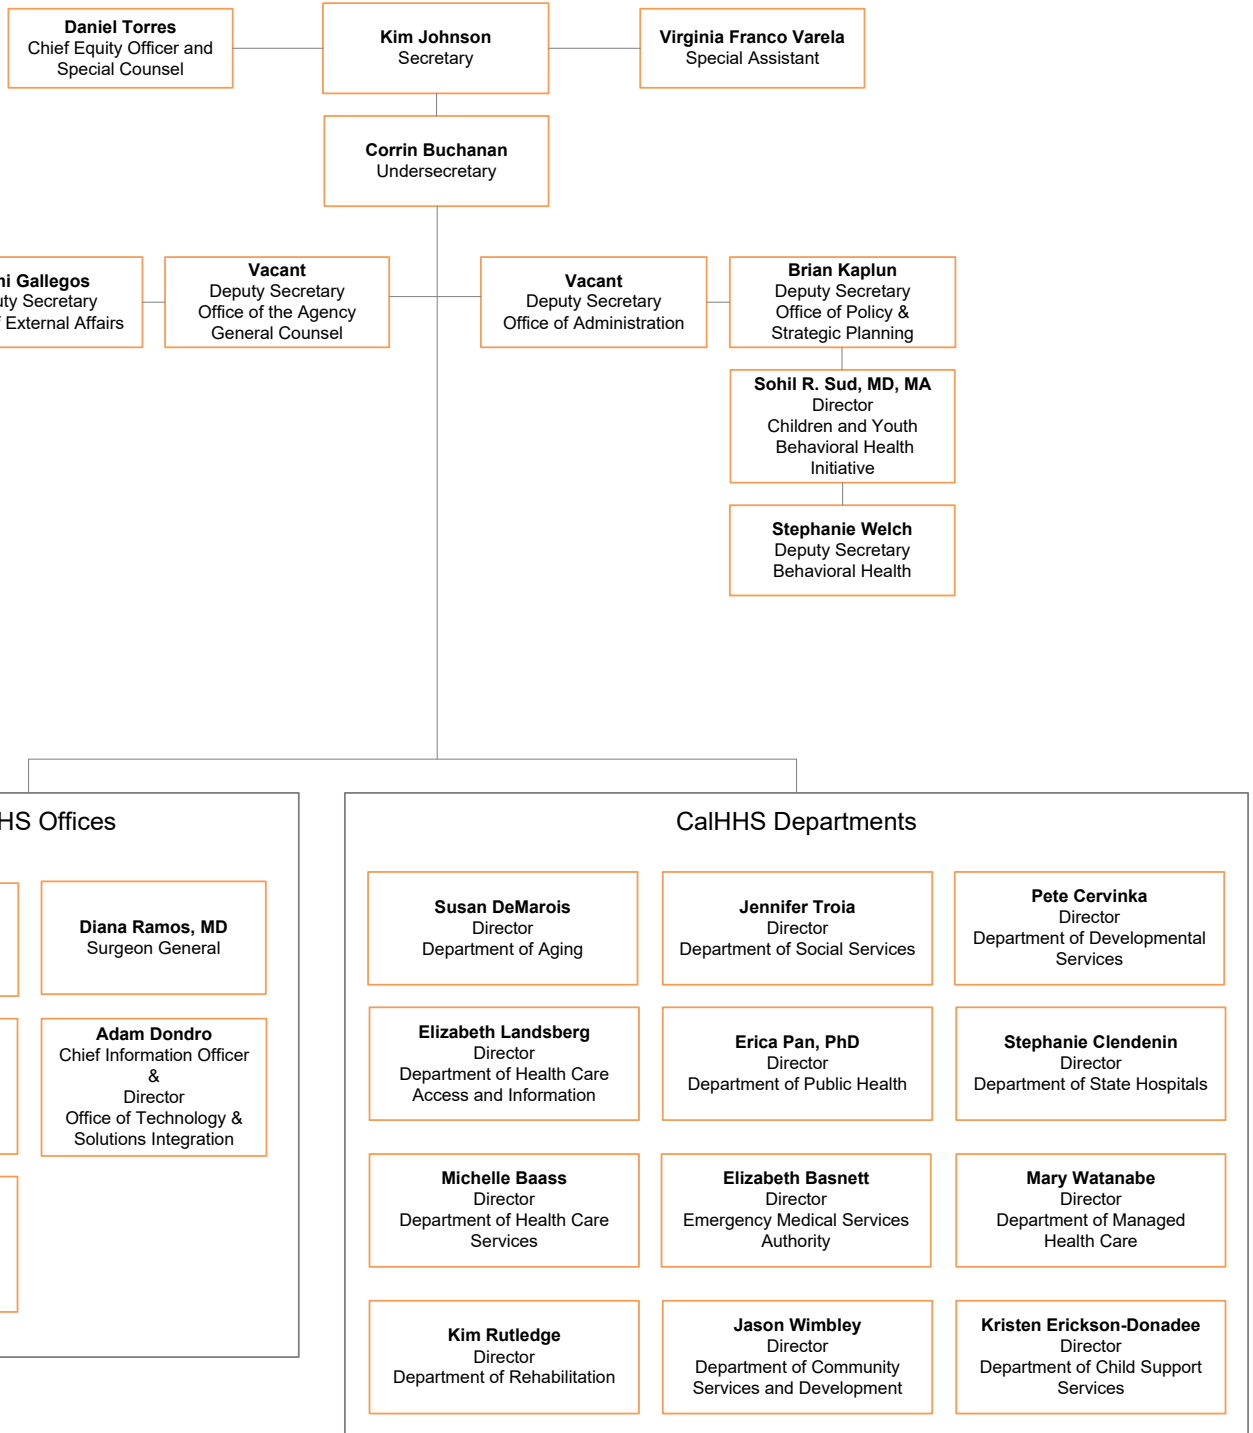 Daniel Torres
Chief Equity Officer and
Special Counsel
Kim Johnson
Secretary
Virginia Franco Varela
Special Assistant
Corrin Buchanan
Undersecretary
Gallegos
Secretary
External Affairs
Vacant
Deputy Secretary
Office of the Agency
General Counsel
Vacant
Deputy Secretary
Office of Administration
Brian Kaplun
Deputy Secretary
Office of Policy &
Strategic Planning
Sohil R. Sud, MD, MA
Director
Children and Youth
Behavioral Health
Initiative
Stephanie Welch
Deputy Secretary
Behavioral Health
Offices
Diana Ramos, MD
Surgeon General
Adam Dondro
Chief Information Officer
&
Director
Office of Technology &
Solutions Integration
CalHHS Departments
Susan DeMarois
Director
Department of Aging
Jennifer Troia
Director
Department of Social Services
Pete Cervinka
Director
Department of Developmental
Services
Elizabeth Landsberg
Director
Department of Health Care
Access and Information
Erica Pan, PhD
Director
Department of Public Health
Stephanie Clendenin
Director
Department of State Hospitals
Michelle Baass
Director
Department of Health Care
Services
Elizabeth Basnett
Director
Emergency Medical Services
Authority
Mary Watanabe
Director
Department of Managed
Health Care
Kim Rutledge
Director
Department of Rehabilitation
Jason Wimbley
Director
Department of Community
Services and Development
Kristen Erickson-Donadee
Director
Department of Child Support
Services